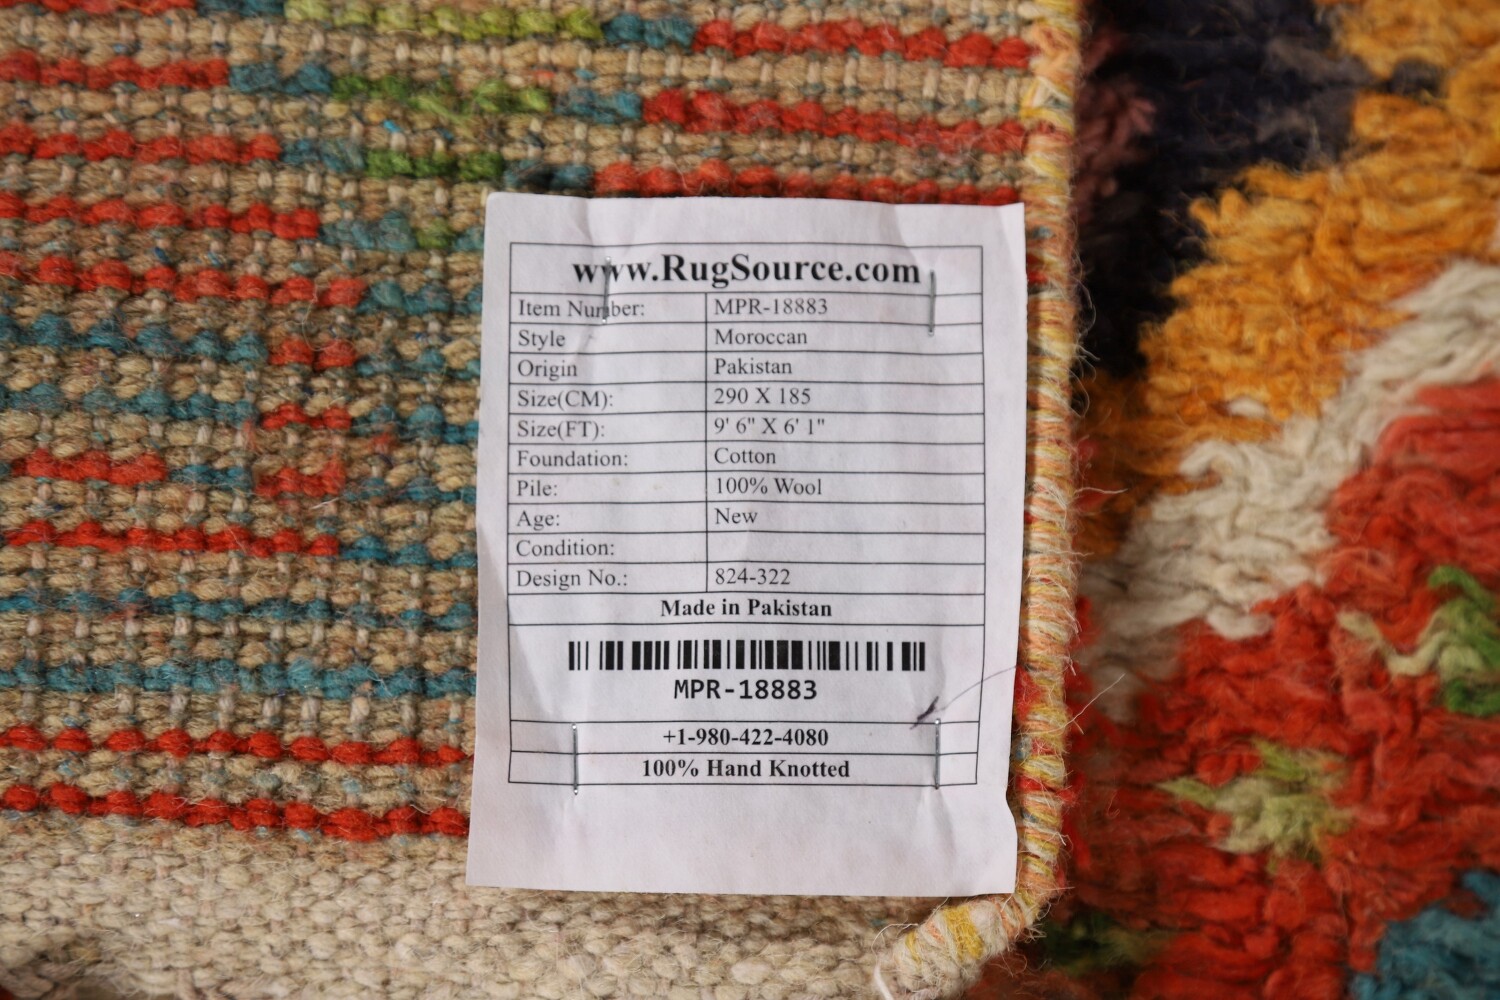 www.RugSource.com
Item Number: MPR-18883
Style Moroccan
Origin Pakistan
Size(CM): 290 X 185
Size(FT): 9' 6" X 6' 1"
Foundation: Cotton
Pile: 100% Wool
Age: New
Condition:
Design No.: 824-322
Made in Pakistan
MPR-18883
+1-980-422-4080
100% Hand Knotted